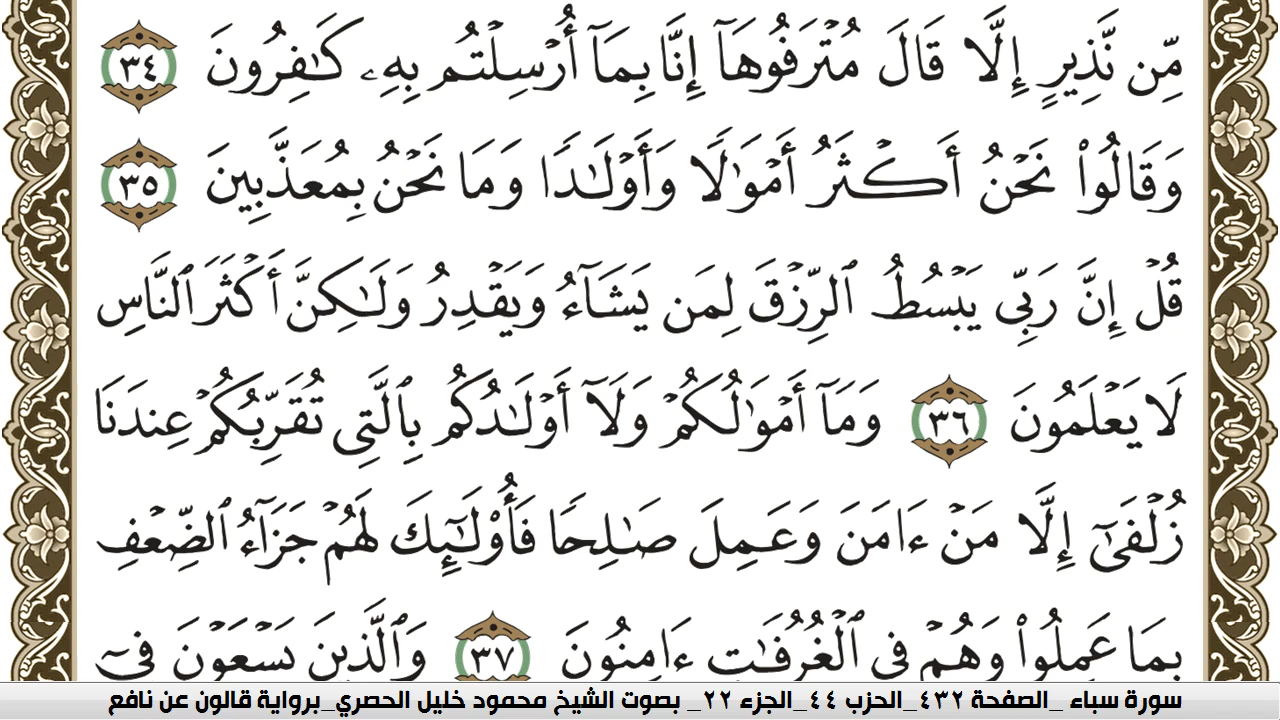 مِّن نَّذِيرٍ إِلَّا قَالَ مُتْرَفُوهَآ إِنَّا بِمَآ أُرْسِلْتُم بِهِۦ كَٰفِرُونَ ٣٤
وَقَالُوا۟ نَحْنُ أَكْثَرُ أَمْوَٰلًا وَأَوْلَٰدًا وَمَا نَحْنُ بِمُعَذَّبِينَ ٣٥
قُلْ إِنَّ رَبِّي يَبْسُطُ ٱلرِّزْقَ لِمَن يَشَآءُ وَيَقْدِرُ وَلَٰكِنَّ أَكْثَرَ ٱلنَّاسِ
لَا يَعْلَمُونَ ٣٦ وَمَآ أَمْوَٰلُكُمْ وَلَآ أَوْلَٰدُكُم بِٱلَّتِي تُقَرِّبُكُمْ عِندَنَا
زُلْفَىٰٓ إِلَّا مَنْ ءَامَنَ وَعَمِلَ صَٰلِحًا فَأُو۟لَٰٓئِكَ لَهُمْ جَزَآءُ ٱلضِّعْفِ
بِمَا عَمِلُوا۟ وَهُمْ فِي ٱلْغُرُفَٰتِ ءَامِنُونَ ٣٧ وَٱلَّذِينَ يَسْعَوْنَ فِيٓ
سورة سباء _الصفحة ٤٣٢_الحزب ٤٤_الجزء ٢٢_ بصوت الشيخ محمود خليل الحصري_برواية قالون عن نافع